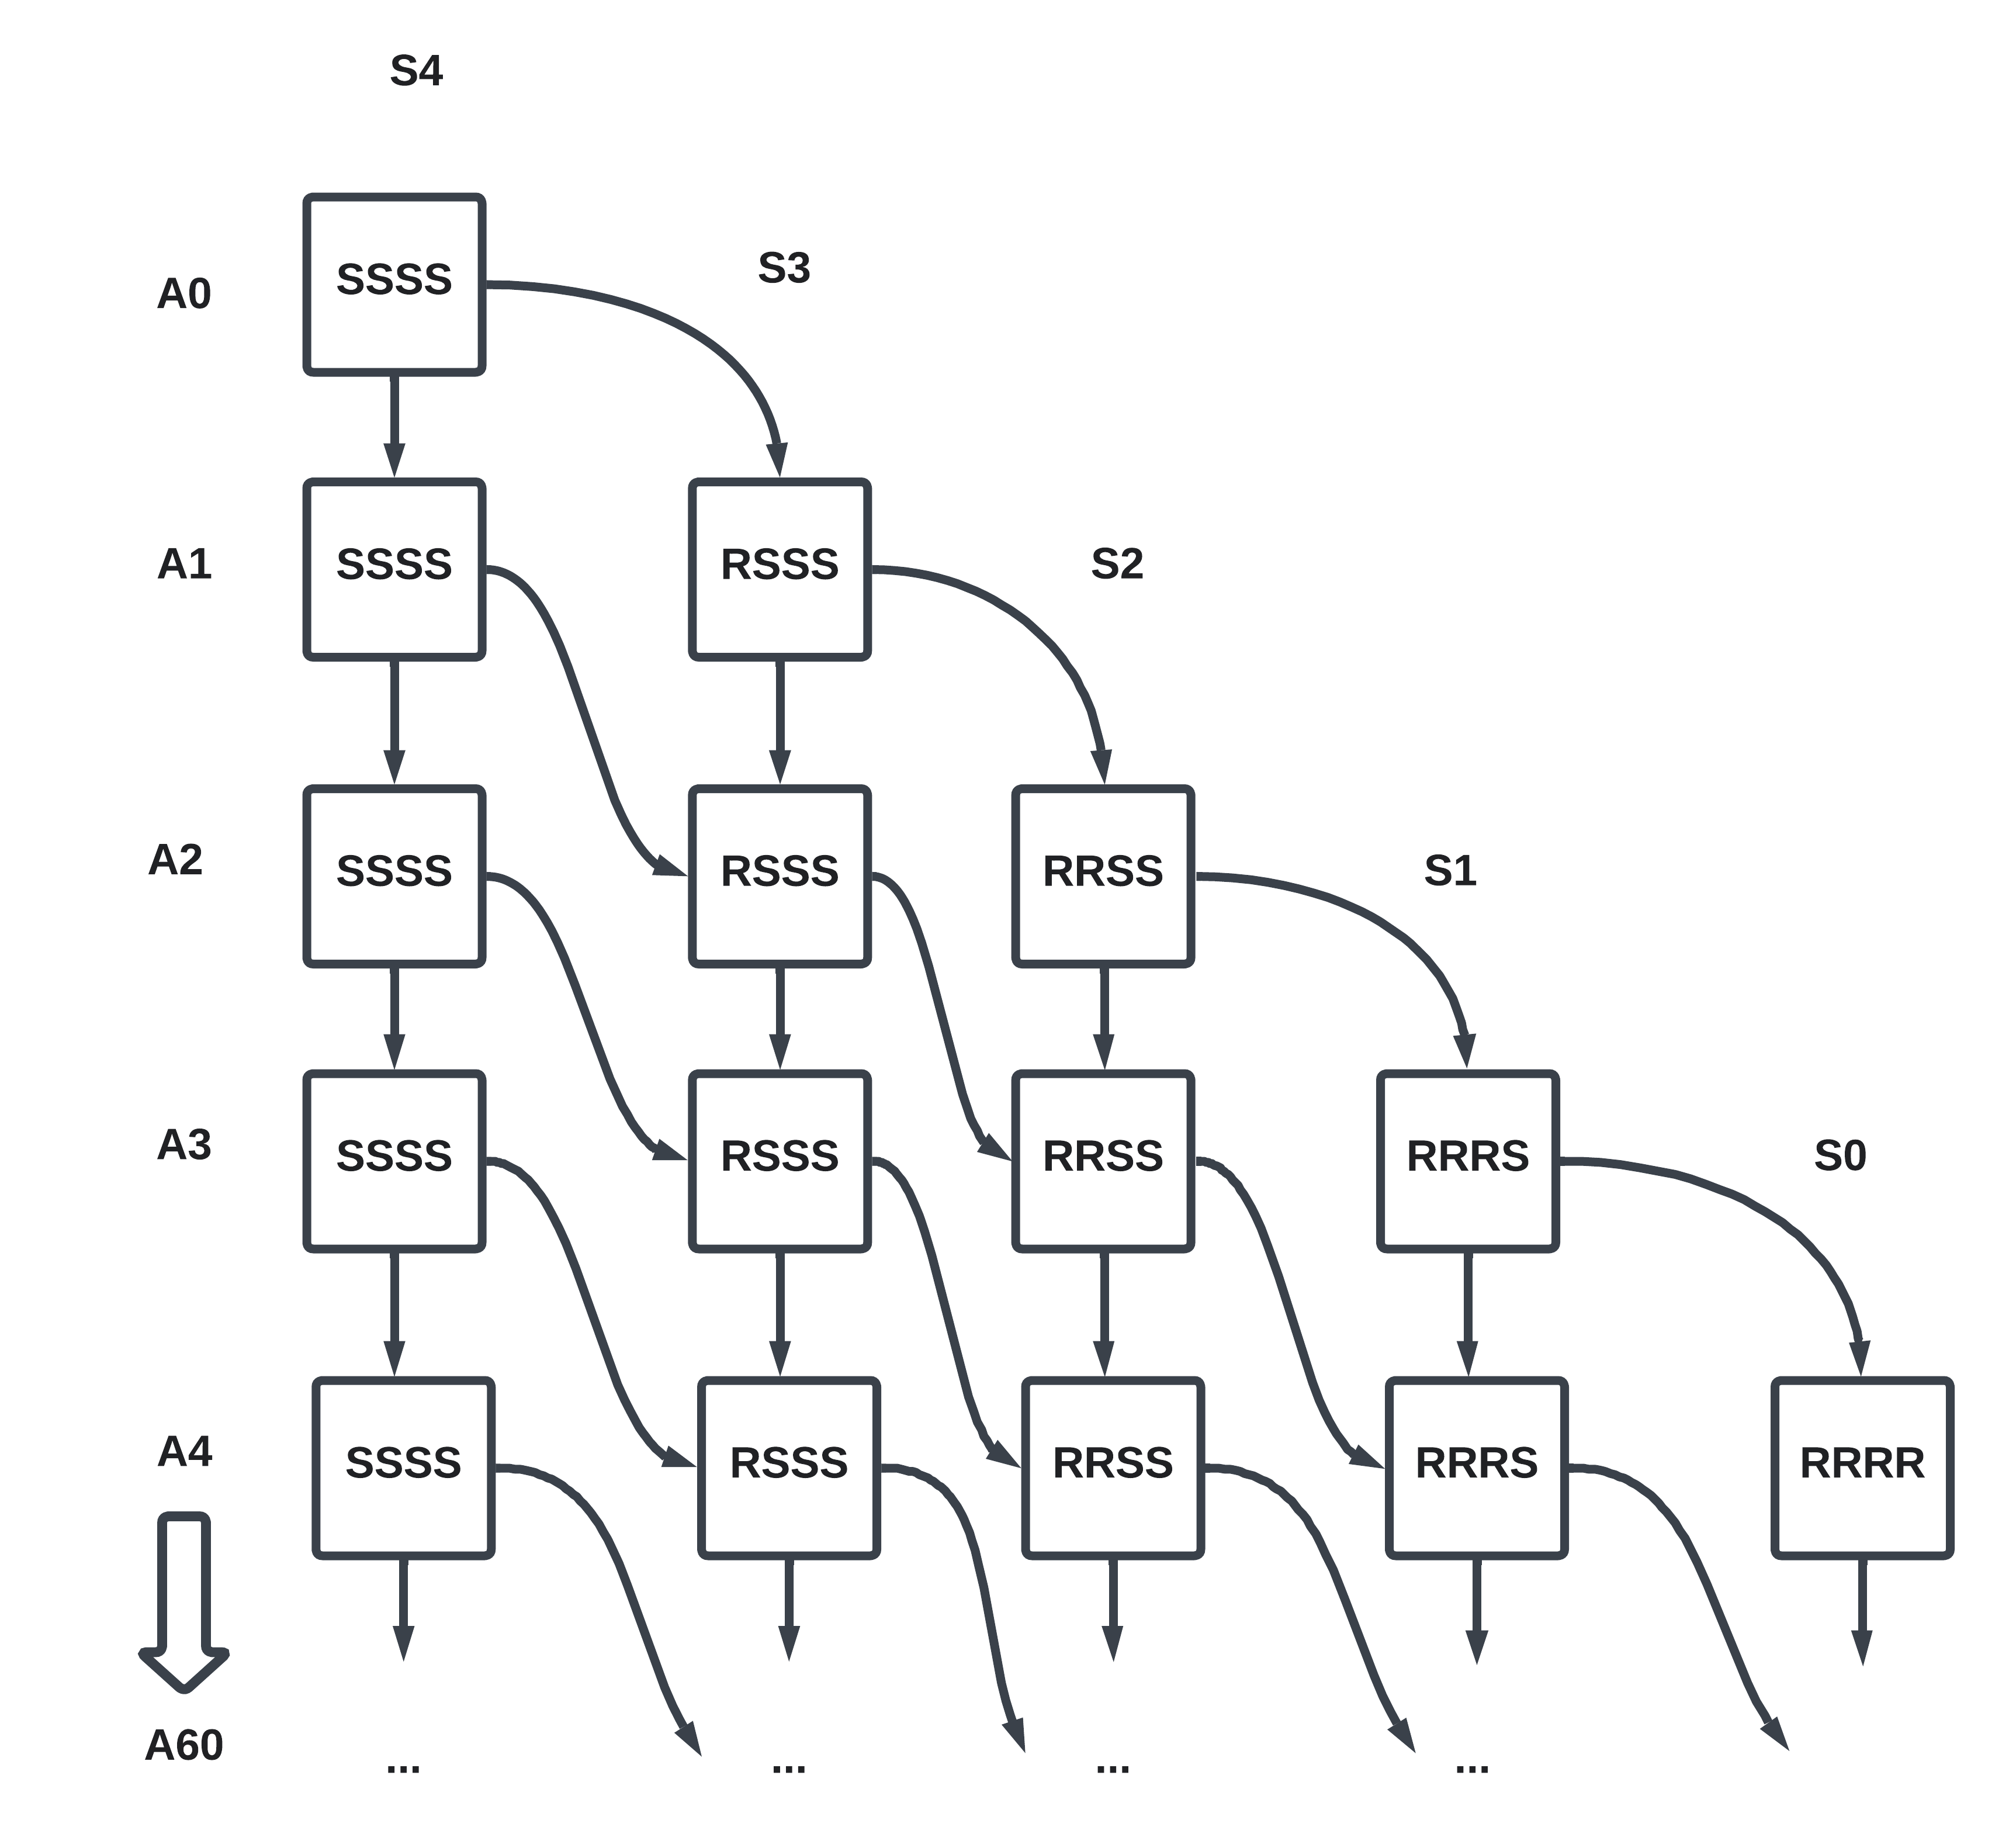 S4
A0 SSSS S3
A1 SSSS RSSS S2
A2 SSSS RSSS RRSS S1
A3 SSSS RSSS RRSS RRRS S0
A4 SSSS RSSS RRSS RRRS RRRR
A60 ... ... ... ...